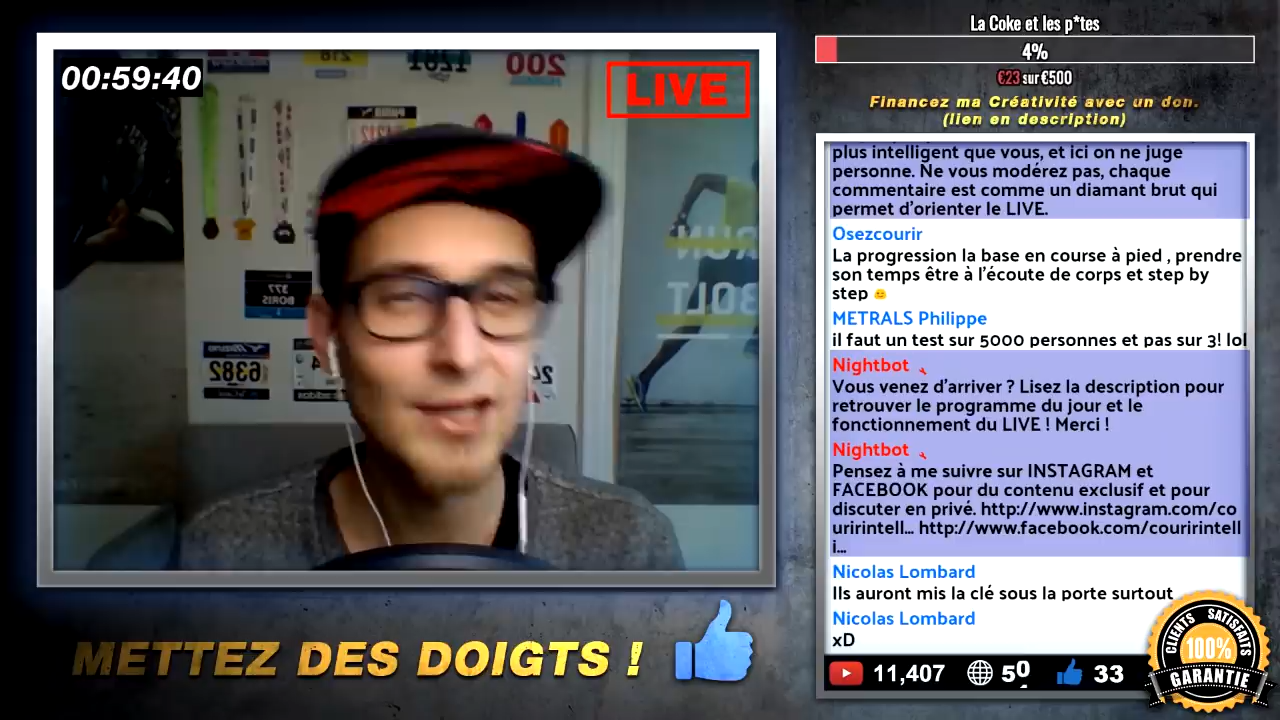 00:59:40
LIVE
200
377
BORIS
6382
RUN
BOLT
METTEZ DES DOIGTS !
La Coke et les p*tes
4%
€23 sur €500
Financez ma Créativité avec un don.
(lien en description)
plus intelligent que vous, et ici on ne juge
personne. Ne vous modérez pas, chaque
commentaire est comme un diamant brut qui
permet d'orienter le LIVE.
Osezcourir
La progression la base en course à pied , prendre
son temps être à l'écoute de corps et step by
step
METRALS Philippe
il faut un test sur 5000 personnes et pas sur 3! lol
Nightbot
Vous venez d'arriver ? Lisez la description pour
retrouver le programme du jour et le
fonctionnement du LIVE ! Merci !
Nightbot
Pensez à me suivre sur INSTAGRAM et
FACEBOOK pour du contenu exclusif et pour
discuter en privé. http://www.instagram.com/co
uririntell... http://www.facebook.com/couririntell
i...
Nicolas Lombard
Ils auront mis la clé sous la porte surtout
Nicolas Lombard
xD
11,407
33
CLIENTS SATISFAITS
100%
GARANTIE